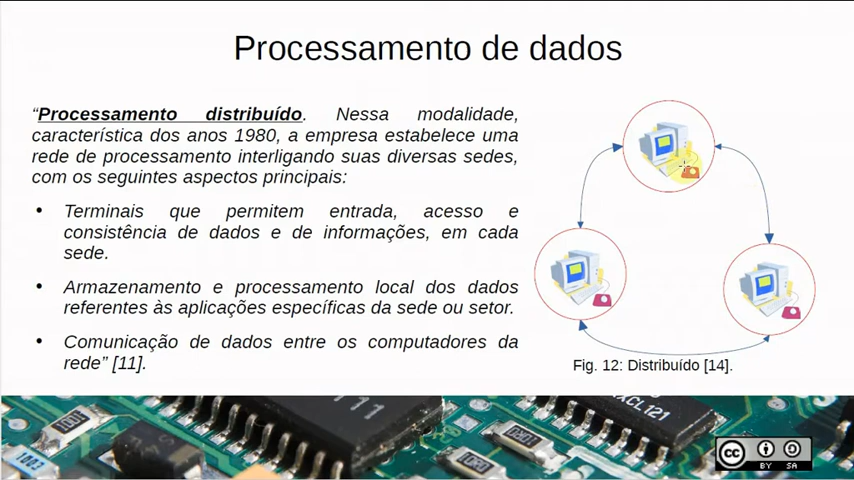 Processamento de dados
“Processamento distribuído. Nessa modalidade,
característica dos anos 1980, a empresa estabelece uma
rede de processamento interligando suas diversas sedes,
com os seguintes aspectos principais:
• Terminais que permitem entrada, acesso e
consistência de dados e de informações, em cada
sede.
• Armazenamento e processamento local dos dados
referentes às aplicações específicas da sede ou setor.
• Comunicação de dados entre os computadores da
rede” [11].
Fig. 12: Distribuído [14].
XCL121
1003
cc
BY SA